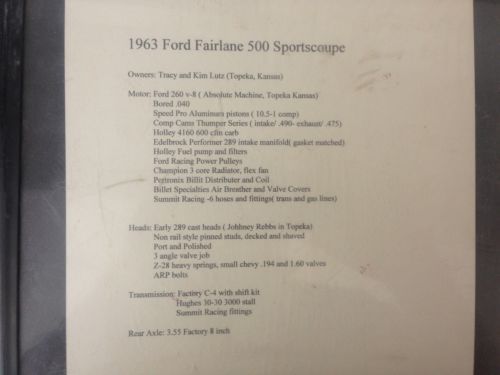 1963 Ford Fairlane 500 Sportscoupe
Owners: Tracy and Kim Lutz (Topeka, Kansas)
Motor: Ford 260 v-8 ( Absolute Machine, Topeka Kansas)
Bored .040
Speed Pro Aluminum pistons ( 10.5-1 comp)
Comp Cams Thumper Series ( intake/ .490- exhaust/ .475)
Holley 4160 600 cfm carb
Edelbrock Performer 289 intake manifold( gasket matched)
Holley Fuel pump and filters
Ford Racing Power Pulleys
Champion 3 core Radiator, flex fan
Pertronix Billit Distributer and Coil
Billet Specialties Air Breather and Valve Covers
Summit Racing -6 hoses and fittings( trans and gas lines)
Heads: Early 289 cast heads ( Johhney Rebbs in Topeka)
Non rail style pinned studs, decked and shaved
Port and Polished
3 angle valve job
Z-28 heavy springs, small chevy .194 and 1.60 valves
ARP bolts
Transmission: Factory C-4 with shift kit
Hughes 30-30 3000 stall
Summit Racing fittings
Rear Axle: 3.55 Factory 8 inch